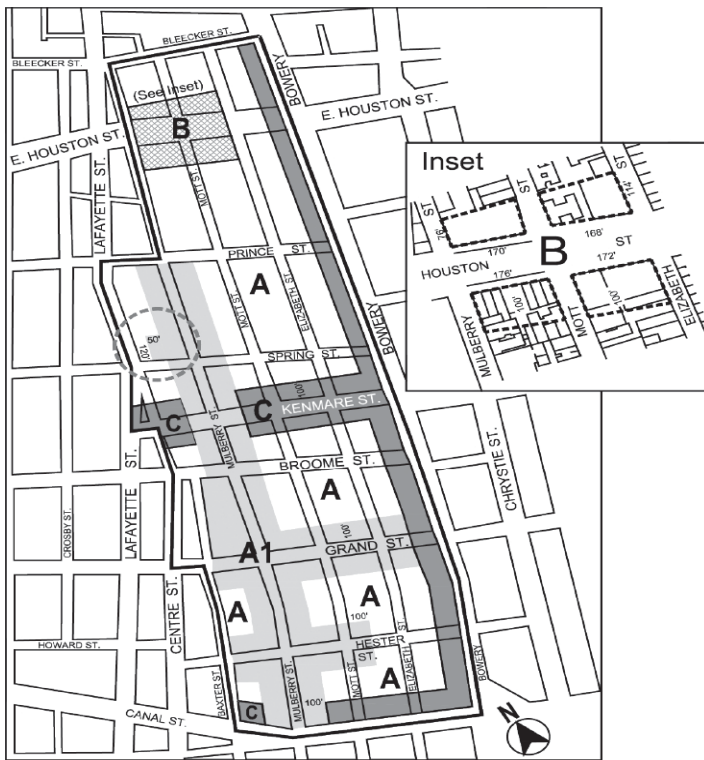 BLEECKER ST.
BLEECKER ST.
(See Inset)
BOWERY
E. HOUSTON ST.
E. HOUSTON ST.
B
LAFAYETTE ST.
MOTT ST.
PRINCE ST.
A
MOTT ST.
ELIZABETH ST.
BOWERY
50'
120'
SPRING ST.
100'
C
C
KENMARE ST.
MULBERRY ST.
BROOME ST.
A
LAFAYETTE ST.
CROSBY ST.
CHRYSTIE ST.
100'
A1
GRAND ST.
CENTRE ST.
A
A
100'
HOWARD ST.
HESTER ST.
MOTT ST.
ELIZABETH ST.
A
BAXTER ST.
MULBERRY ST.
100'
BOWERY
C
CANAL ST.
N
Inset
ST
ST
ST
114'
76'
170'
B
168'
ST
HOUSTON
176'
172'
100'
100'
MULBERRY
MOTT
ELIZABETH